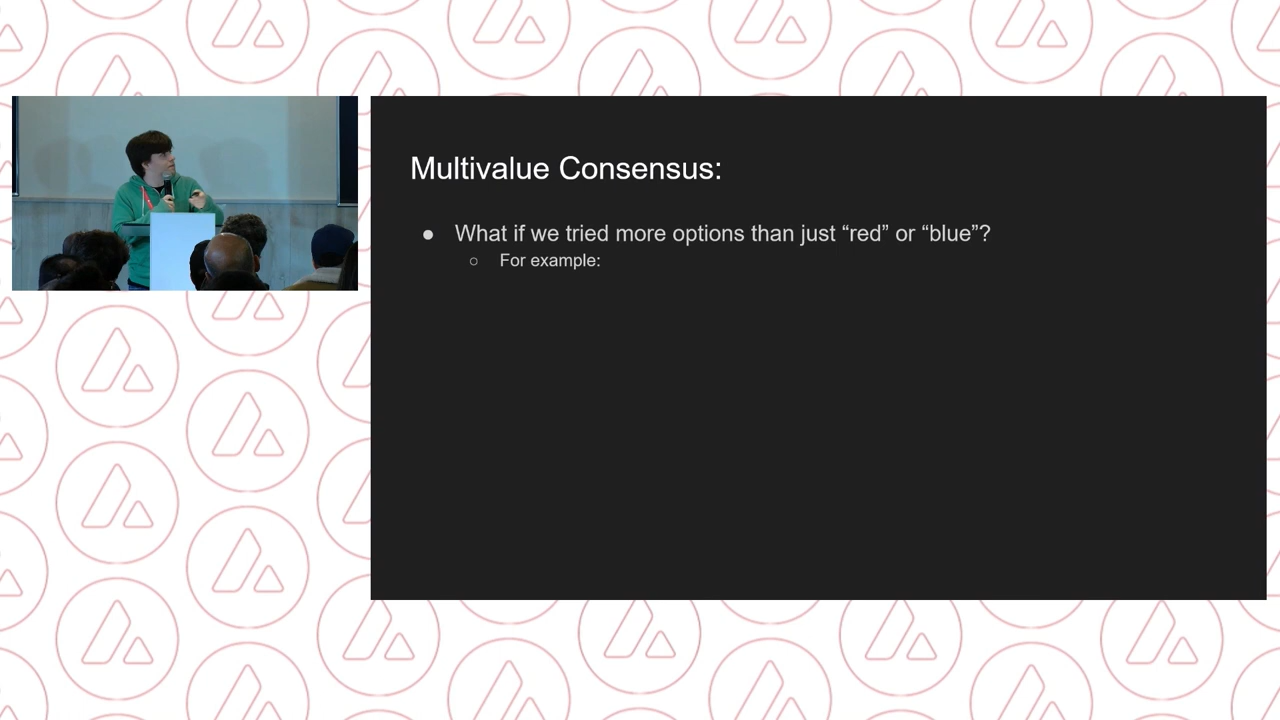 Multivalue Consensus:
● What if we tried more options than just “red” or “blue”?
○ For example: